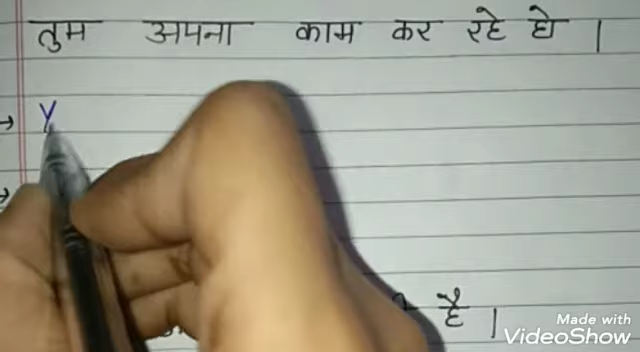 तुम अपना काम कर रहे थे ।
→ Y
→
है ।
Made with
VideoShow